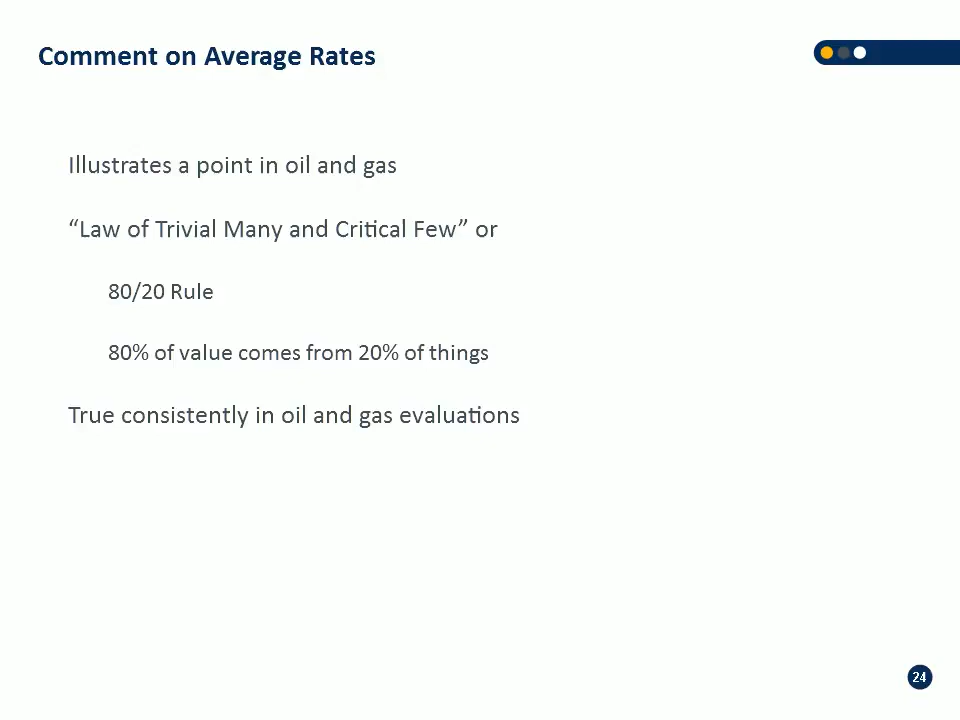 Comment on Average Rates
Illustrates a point in oil and gas
“Law of Trivial Many and Critical Few” or
80/20 Rule
80% of value comes from 20% of things
True consistently in oil and gas evaluations
24